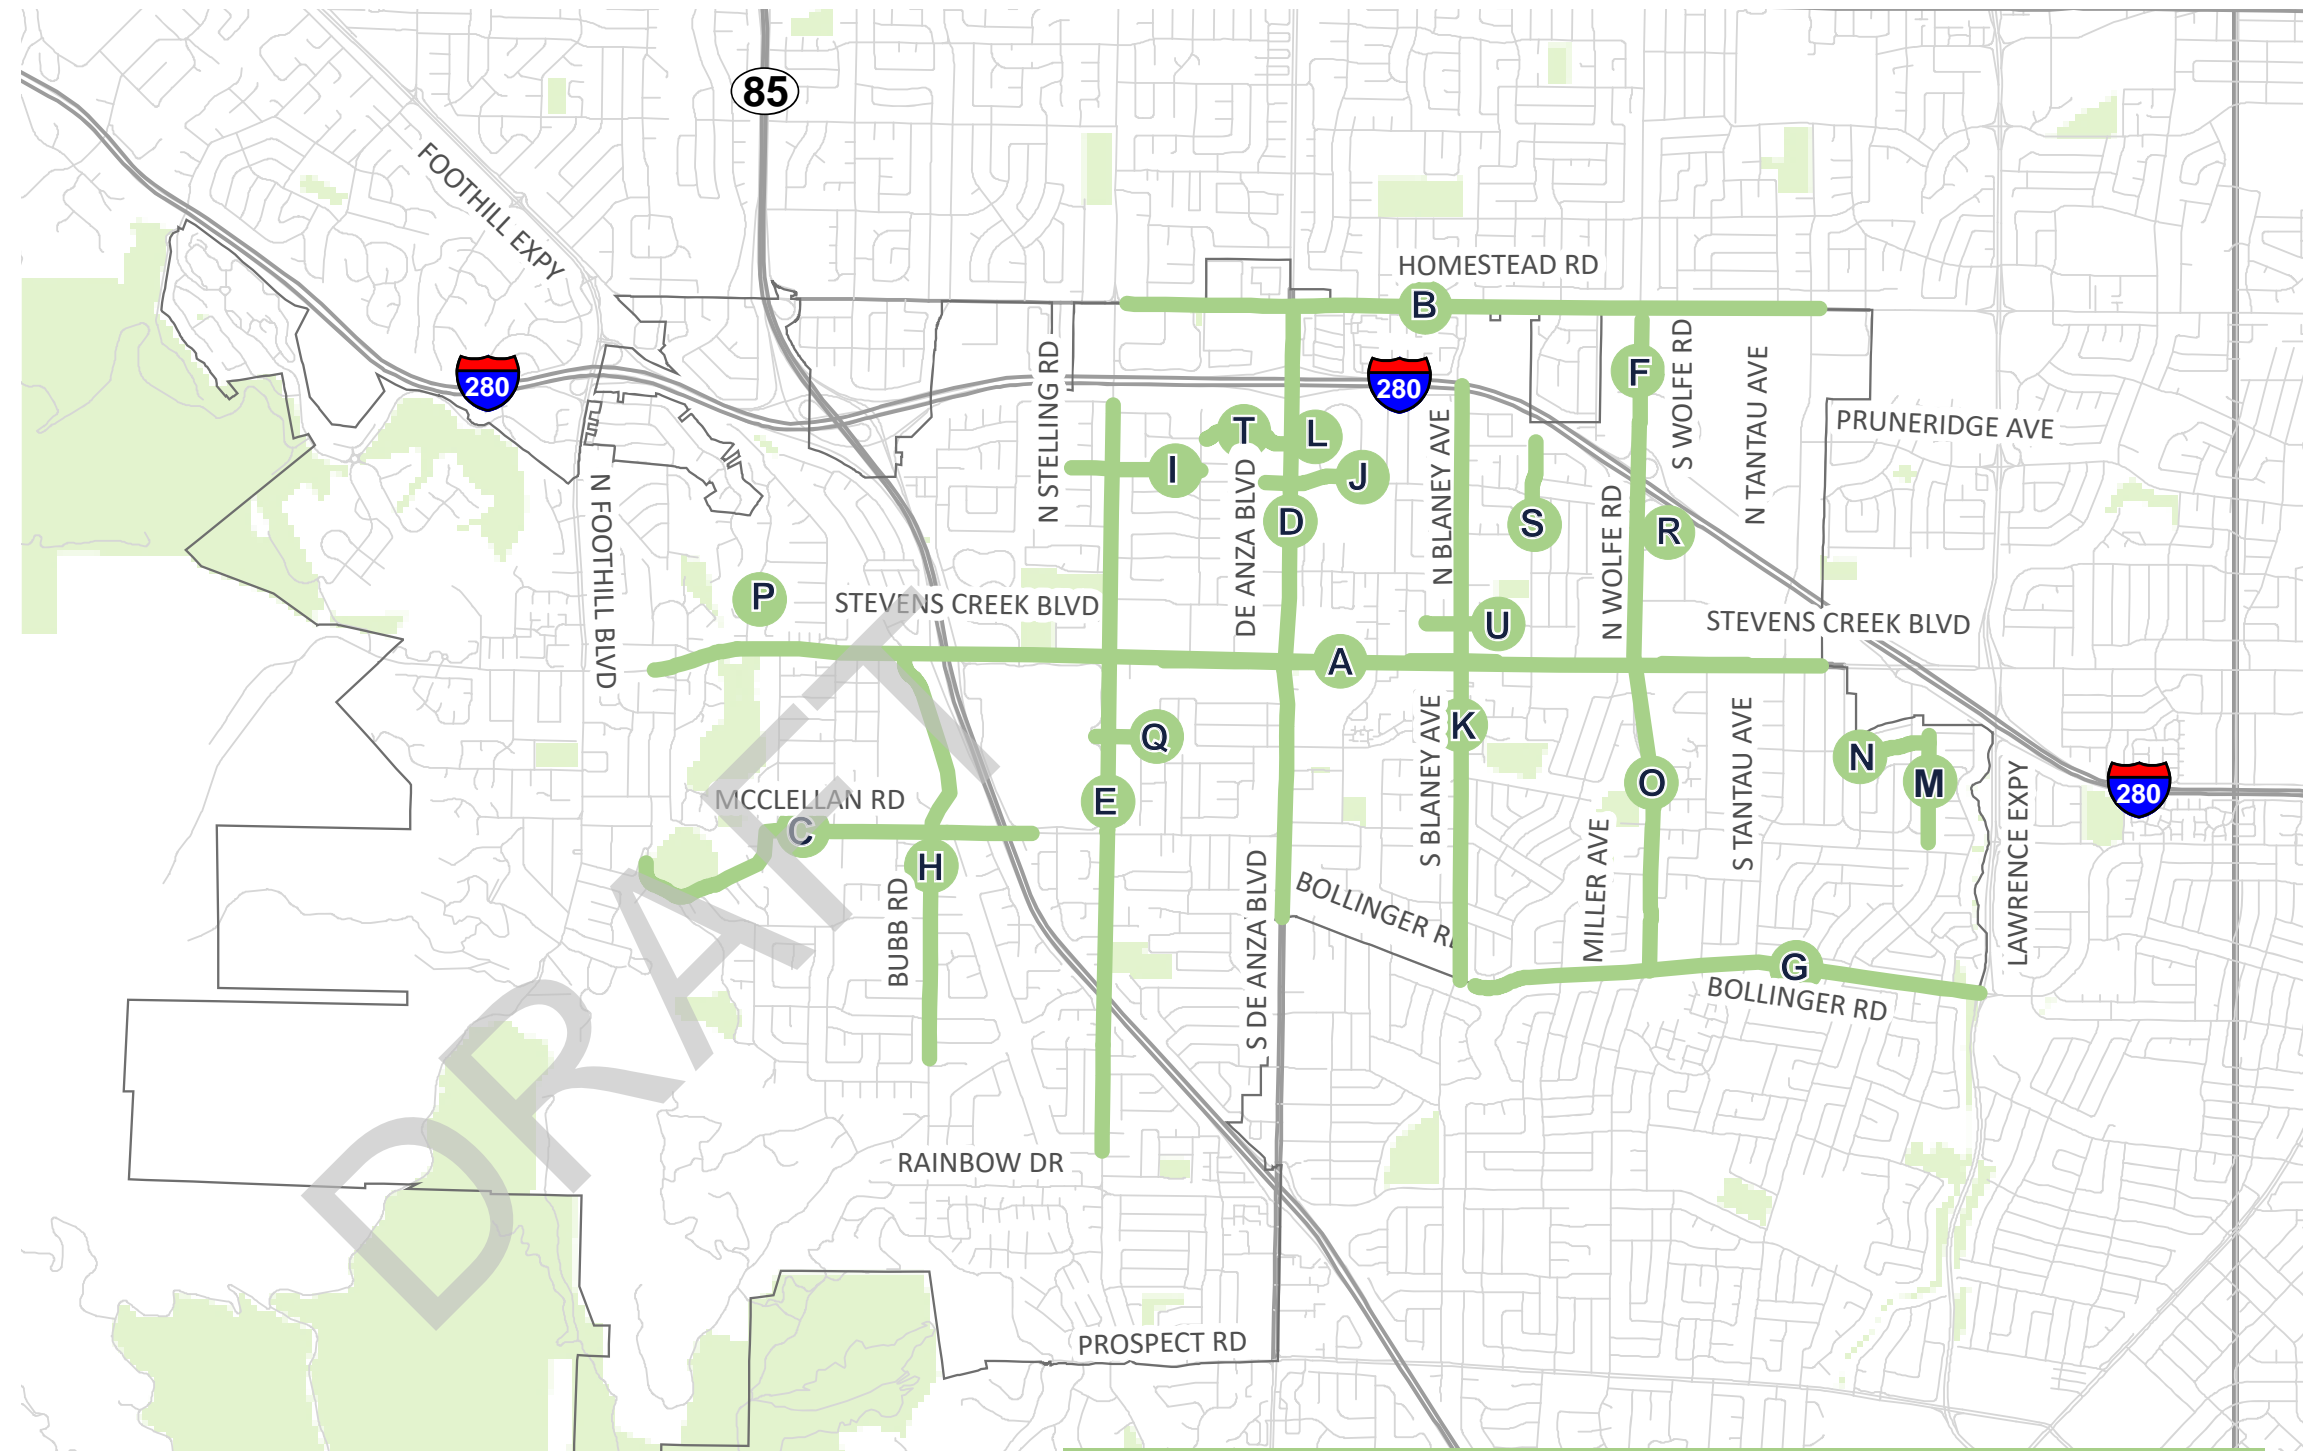 85
FOOTHILL EXPY
HOMESTEAD RD
B
280
280
N STELLING RD
F
S WOLFE RD
N TANTAU AVE
PRUNERIDGE AVE
T
L
I
J
N BLANEY AVE
DE ANZA BLVD
D
S
R
N WOLFE RD
N FOOTHILL BLVD
P
STEVENS CREEK BLVD
U
STEVENS CREEK BLVD
A
Q
K
S BLANEY AVE
O
S TANTAU AVE
N
M
280
MCCLELLAN RD
C
E
H
BUBB RD
MILLER AVE
LAWRENCE EXPY
S DE ANZA BLVD
BOLLINGER R
G
BOLLINGER RD
DRAFT
RAINBOW DR
PROSPECT RD